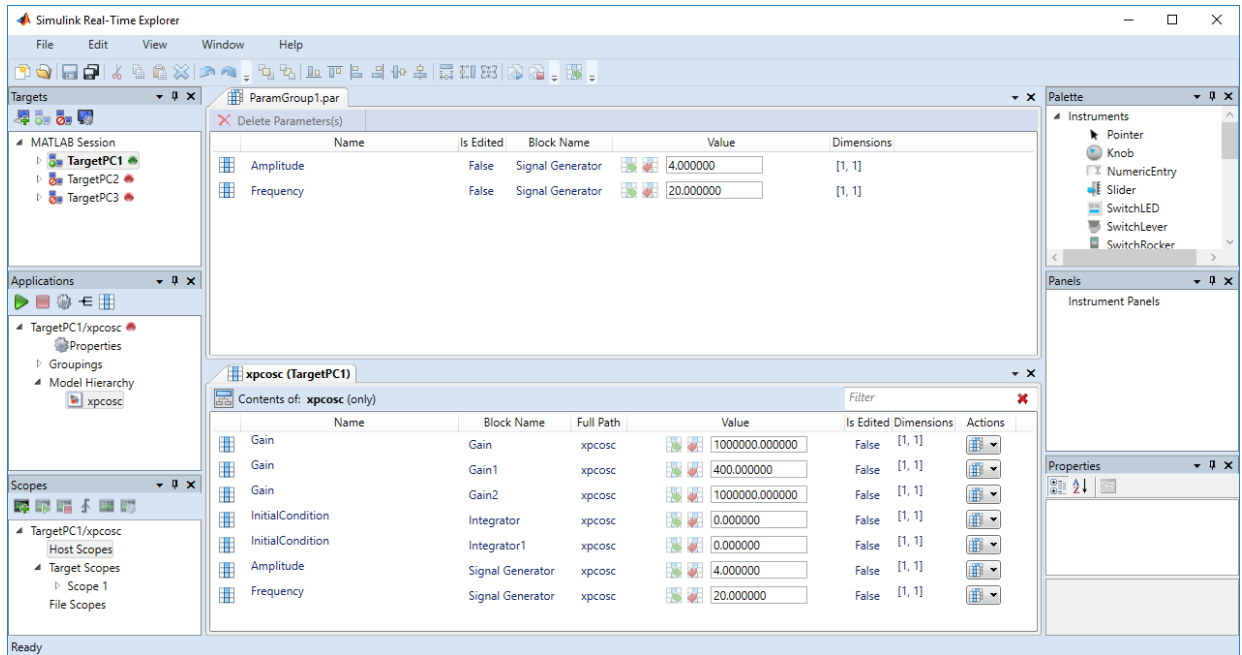 Simulink Real-Time Explorer
File Edit View Window Help
Targets
MATLAB Session
TargetPC1
TargetPC2
TargetPC3
Applications
TargetPC1/xpcosc
Properties
Groupings
Model Hierarchy
xpcosc
Scopes
TargetPC1/xpcosc
Host Scopes
Target Scopes
Scope 1
File Scopes
ParamGroup1.par
Delete Parameters(s)
Name Is Edited Block Name Value Dimensions
Amplitude False Signal Generator 4.000000 [1, 1]
Frequency False Signal Generator 20.000000 [1, 1]
xpcosc (TargetPC1)
Contents of: xpcosc (only) Filter
Name Block Name Full Path Value Is Edited Dimensions Actions
Gain Gain xpcosc 1000000.000000 False [1, 1]
Gain Gain1 xpcosc 400.000000 False [1, 1]
Gain Gain2 xpcosc 1000000.000000 False [1, 1]
InitialCondition Integrator xpcosc 0.000000 False [1, 1]
InitialCondition Integrator1 xpcosc 0.000000 False [1, 1]
Amplitude Signal Generator xpcosc 4.000000 False [1, 1]
Frequency Signal Generator xpcosc 20.000000 False [1, 1]
Palette
Instruments
Pointer
Knob
NumericEntry
Slider
SwitchLED
SwitchLever
SwitchRocker
Panels
Instrument Panels
Properties
Ready